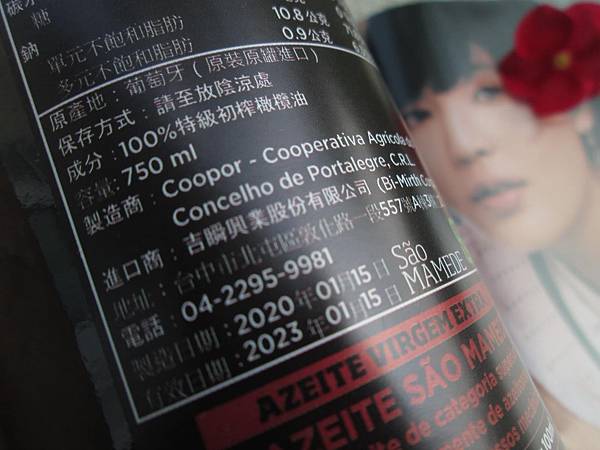 糖
鈉
10.8公克
單元不飽和脂肪 0.9公克
多元不飽和脂肪
原產地：葡萄牙（原裝原罐進口）
保存方式：請至放陰涼處
成分：100%特級初榨橄欖油
容量：750 ml
製造商：Coopor - Cooperativa Agrícola
Concelho de Portalegre, C.R.L.
進口商：吉瞬興業股份有限公司 (Bi-Mirth
地址：台中市北屯區敦化路一段557號
電話：04-2295-9981
製造日期：2020年01月15日
有效日期：2023年01月15日
São
MAMEDE
AZEITE VIRGEM EXTRA
AZEITE SÃO MAMEDE
de categoria